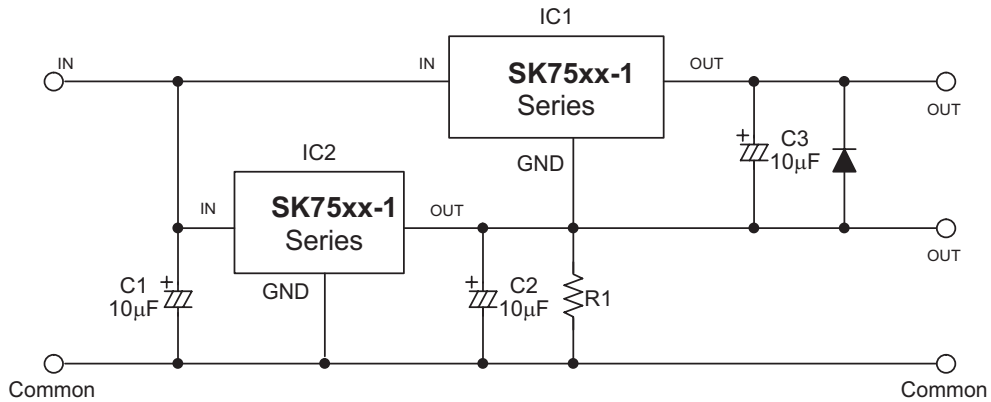 IC1
IN
IN
SK75xx-1
Series
OUT
OUT
GND
C3
10µF
IC2
IN
SK75xx-1
Series
OUT
OUT
GND
C1
10µF
C2
10µF
R1
Common
Common
+
+
+